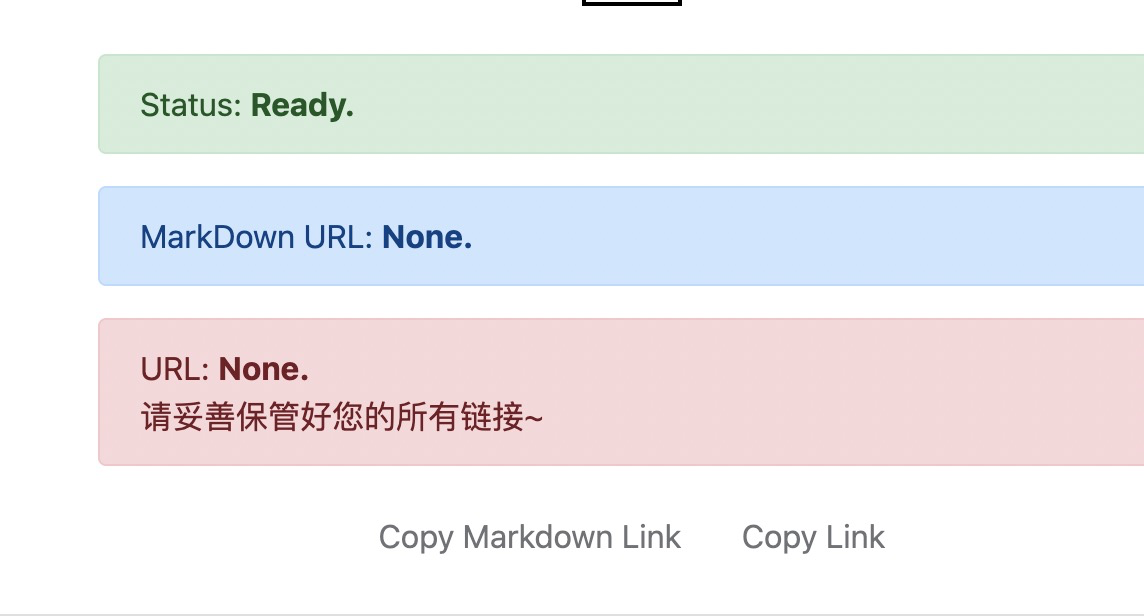 Status: Ready.
MarkDown URL: None.
URL: None.
请妥善保管好您的所有链接~
Copy Markdown Link
Copy Link